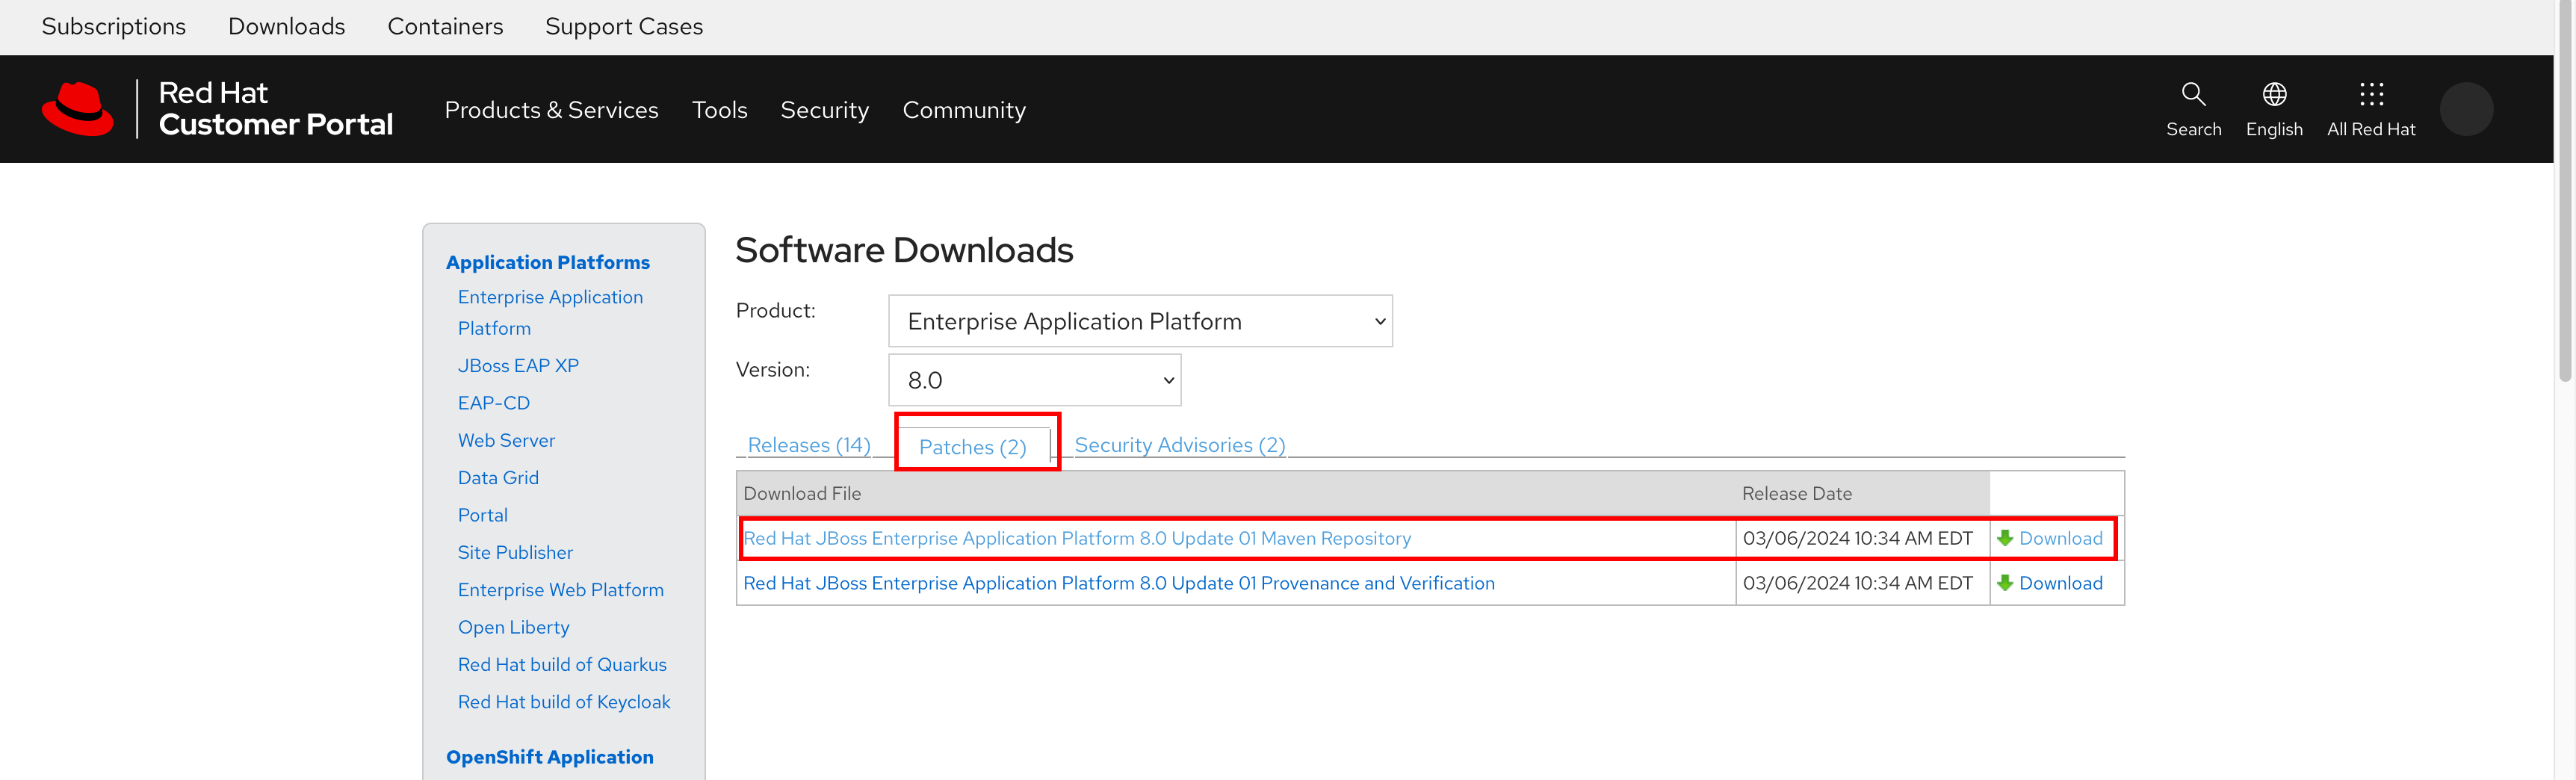 Subscriptions Downloads Containers Support Cases
Red Hat
Customer Portal
Products & Services Tools Security Community
Search English All Red Hat
Application Platforms
Enterprise Application
Platform
JBoss EAP XP
EAP-CD
Web Server
Data Grid
Portal
Site Publisher
Enterprise Web Platform
Open Liberty
Red Hat build of Quarkus
Red Hat build of Keycloak
OpenShift Application
Software Downloads
Product: Enterprise Application Platform
Version: 8.0
Releases (14) Patches (2) Security Advisories (2)
Download File Release Date
Red Hat JBoss Enterprise Application Platform 8.0 Update 01 Maven Repository 03/06/2024 10:34 AM EDT Download
Red Hat JBoss Enterprise Application Platform 8.0 Update 01 Provenance and Verification 03/06/2024 10:34 AM EDT Download